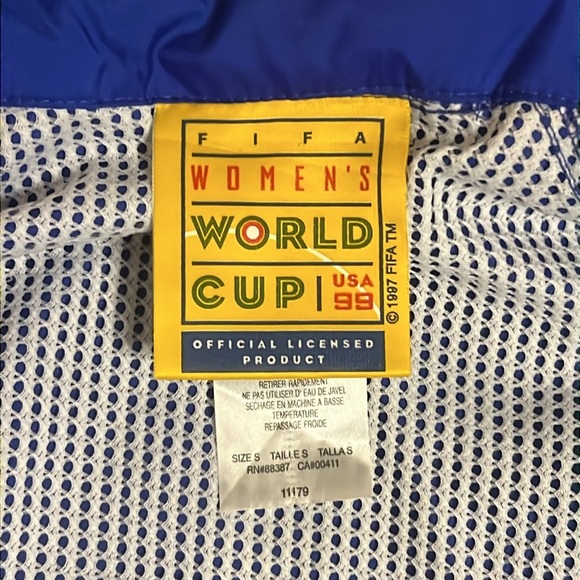 FIFA
WOMEN'S
WORLD
CUP | USA 99
© 1997 FIFA TM
OFFICIAL LICENSED
PRODUCT
RETIRER RAPIDEMENT
NE PAS UTILISER D' EAU DE JAVEL
SECHAGE EN MACHINE A BASSE
TEMPERATURE
REPASSAGE FROIDE
SIZE S TAILLE S TALLA S
RN#88387 CA#00411
11179